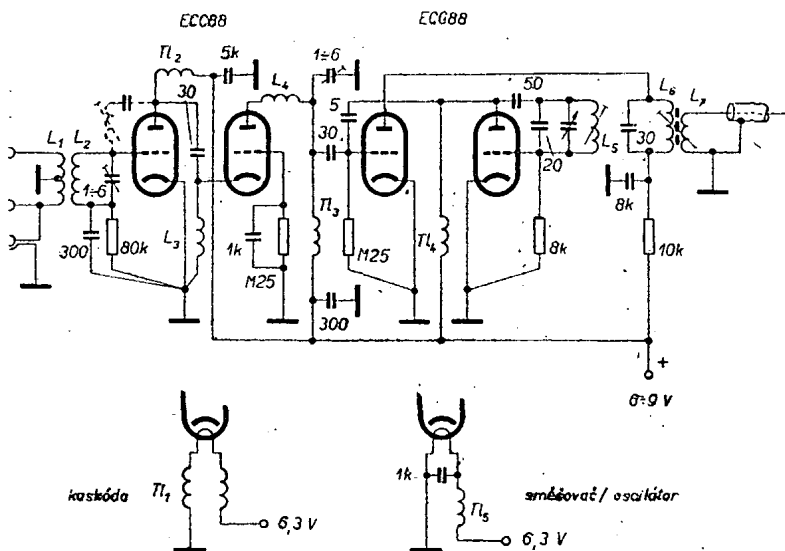 ECC88
ECC88
Tl2
5k
1÷6
L4
30
5
50
L6
L7
L1
L2
30
20
L5
30
1÷6
8k
300
80k
L3
1k
M25
Tl3
M25
Tl4
8k
10k
300
+
6÷9 V
kaskóda
Tl1
6,3 V
1k
Tl5
6,3 V
směšovač/ oscilátor